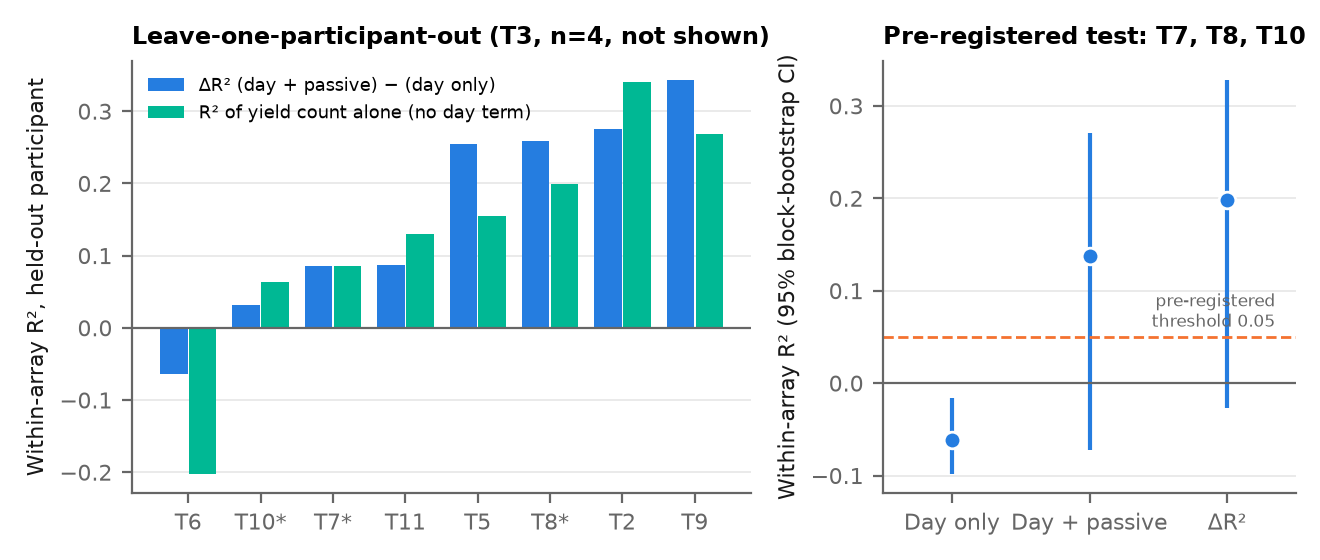 Leave-one-participant-out (T3, n=4, not shown)
Within-array R², held-out participant
ΔR² (day + passive) − (day only)
R² of yield count alone (no day term)
0.3
0.2
0.1
0.0
−0.1
−0.2
T6 T10* T7* T11 T5 T8* T2 T9
Pre-registered test: T7, T8, T10
Within-array R² (95% block-bootstrap CI)
0.3
0.2
0.1
0.0
−0.1
pre-registered
threshold 0.05
Day only Day + passive ΔR²